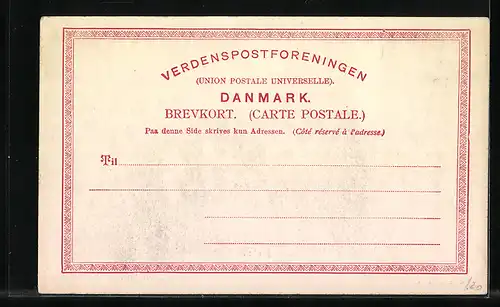 VERDENSPOSTFORENINGEN
(UNION POSTALE UNIVERSELLE).
DANMARK.
BREVKORT. (CARTE POSTALE.)
Paa denne Side skrives kun Adressen. (Côté réservé à l'adresse.)
Til